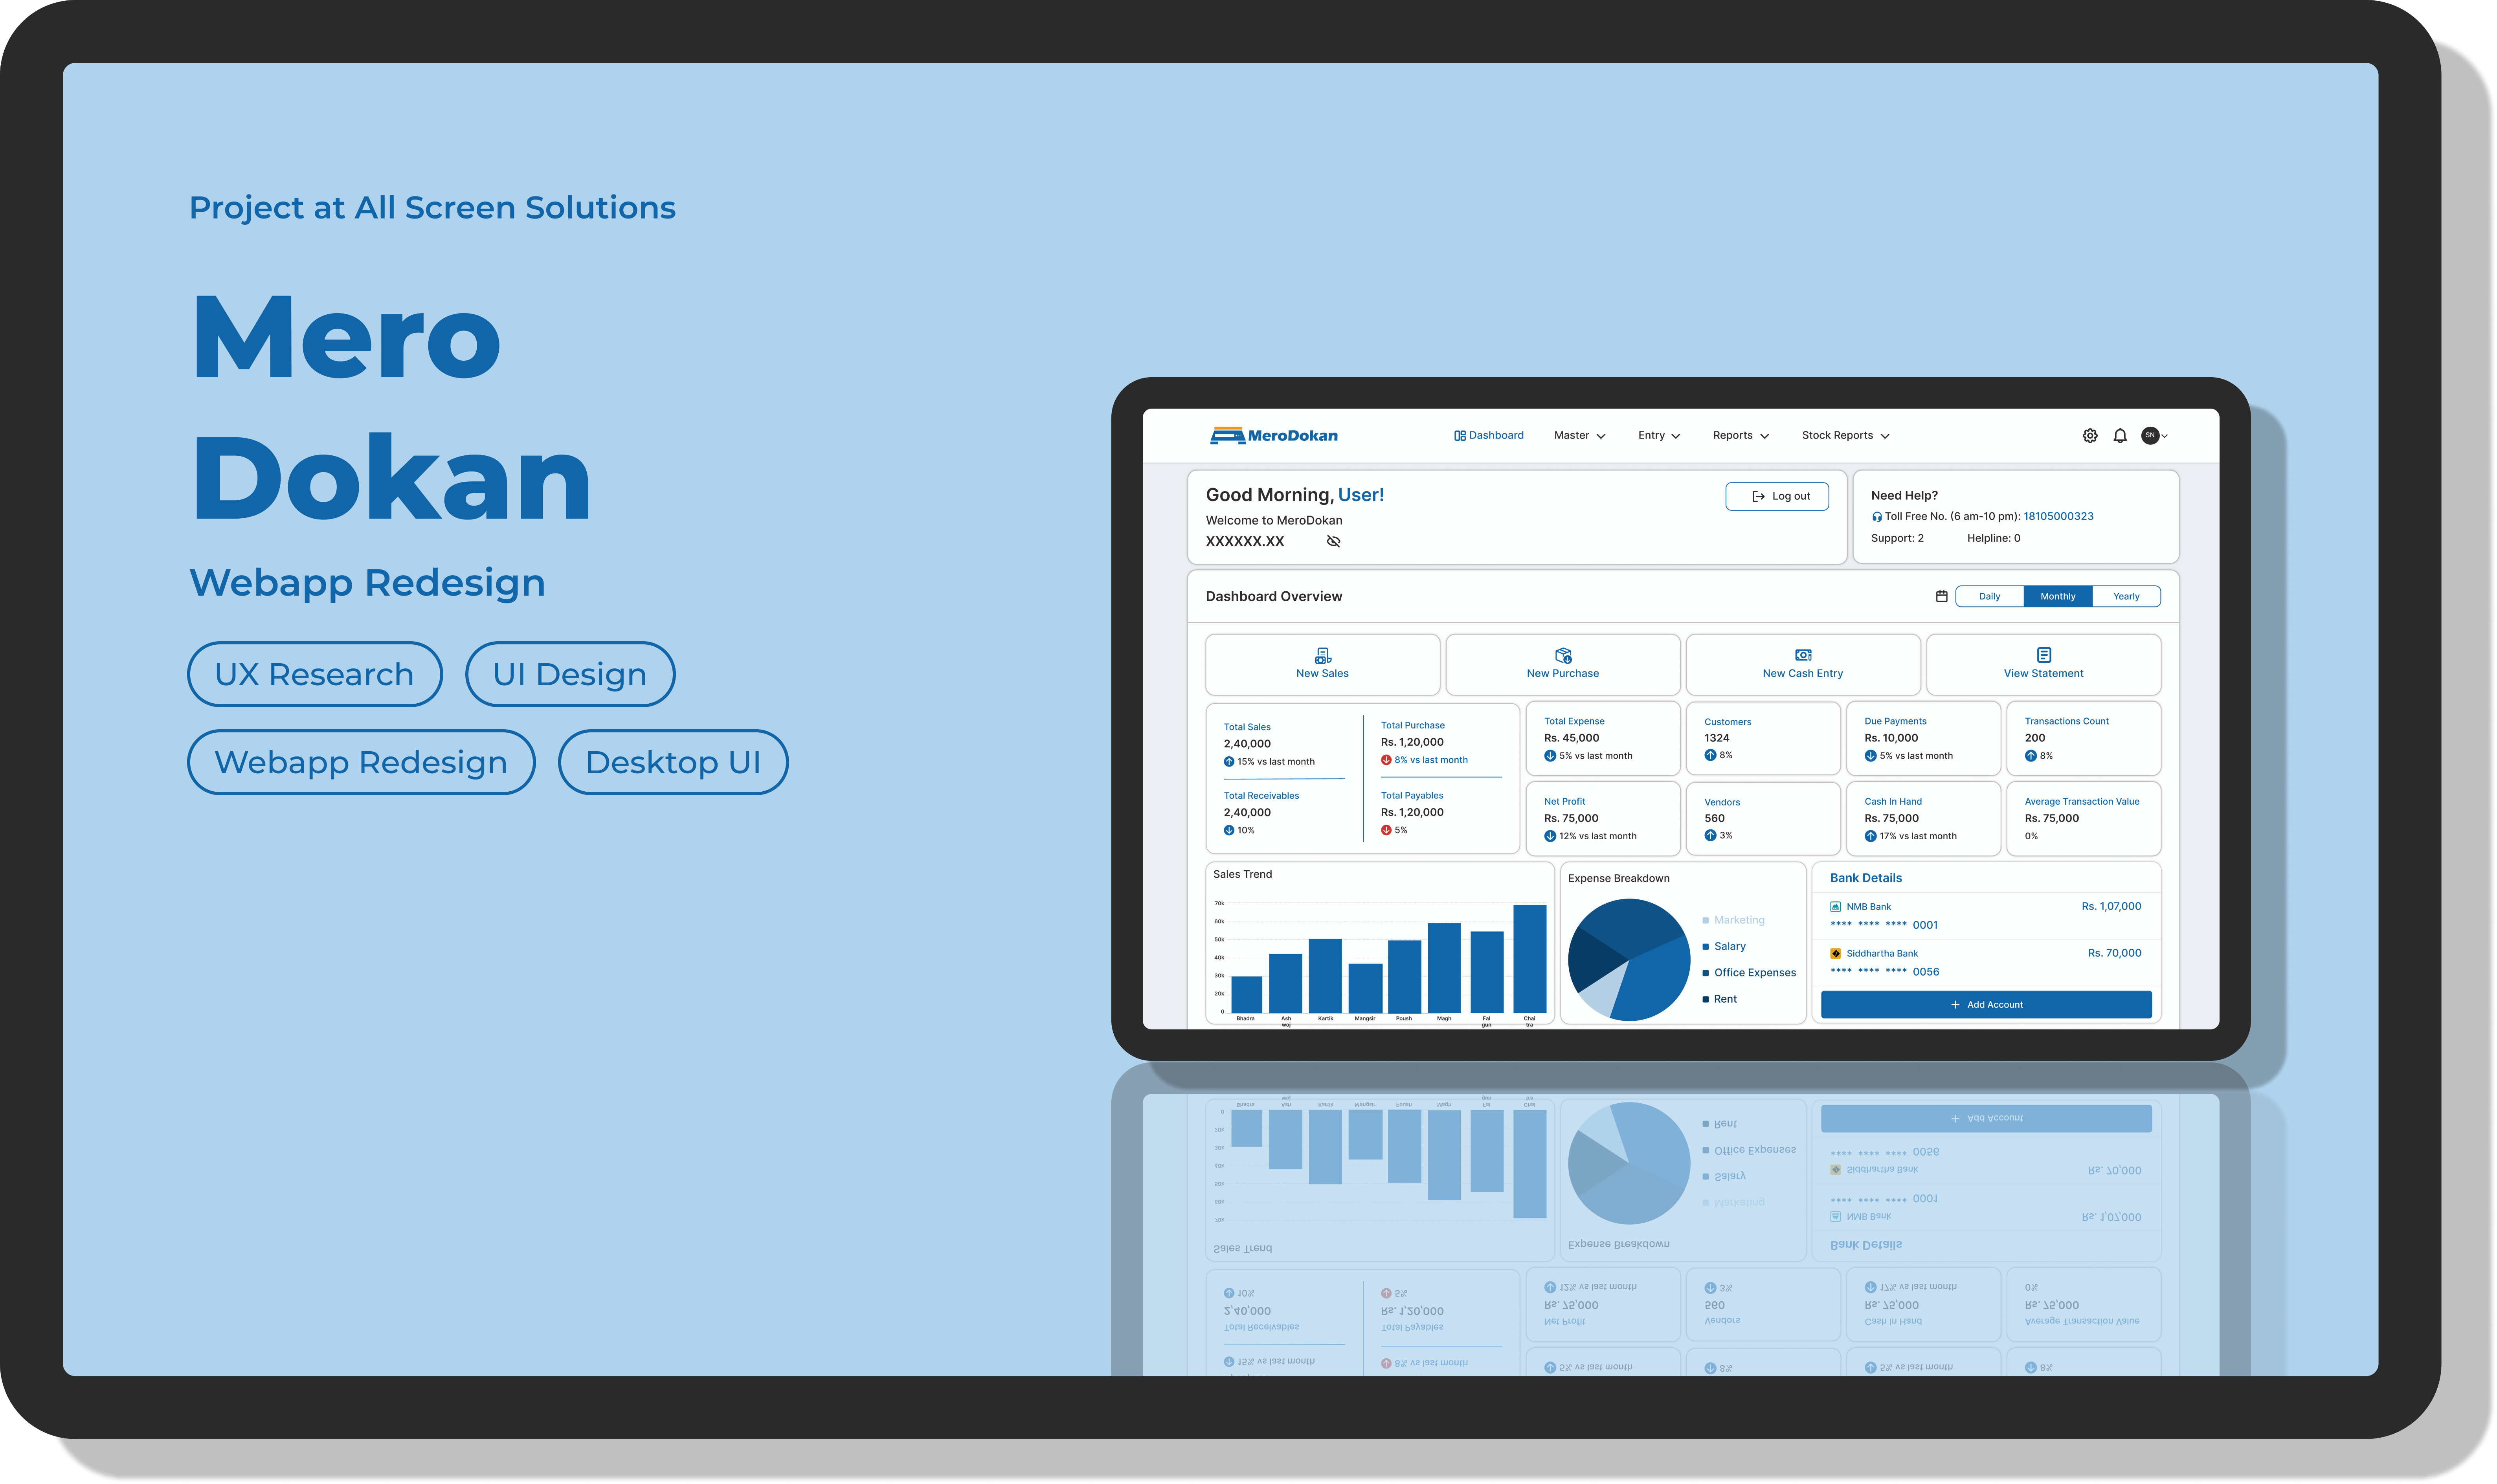 Project at All Screen Solutions
Mero
Dokan
Webapp Redesign
UX Research
UI Design
Webapp Redesign
Desktop UI
MeroDokan
Dashboard
Master
Entry
Reports
Stock Reports
SN
Good Morning, User!
Log out
Welcome to MeroDokan
XXXXXX.XX
Need Help?
Toll Free No. (6 am-10 pm): 18105000323
Support: 2
Helpline: 0
Dashboard Overview
Daily
Monthly
Yearly
New Sales
New Purchase
New Cash Entry
View Statement
Total Sales
2,40,000
15% vs last month
Total Purchase
Rs. 1,20,000
8% vs last month
Total Receivables
2,40,000
10%
Total Payables
Rs. 1,20,000
5%
Total Expense
Rs. 45,000
5% vs last month
Customers
1324
8%
Due Payments
Rs. 10,000
5% vs last month
Transactions Count
200
8%
Net Profit
Rs. 75,000
12% vs last month
Vendors
560
3%
Cash In Hand
Rs. 75,000
17% vs last month
Average Transaction Value
Rs. 75,000
0%
Sales Trend
70k
60k
50k
40k
30k
20k
0
Bhadra
Ash
woj
Kartik
Mangsir
Poush
Magh
Fal
gun
Chai
tra
Expense Breakdown
Marketing
Salary
Office Expenses
Rent
Bank Details
NMB Bank
Rs. 1,07,000
**** **** **** 0001
Siddhartha Bank
Rs. 70,000
**** **** **** 0056
+ Add Account